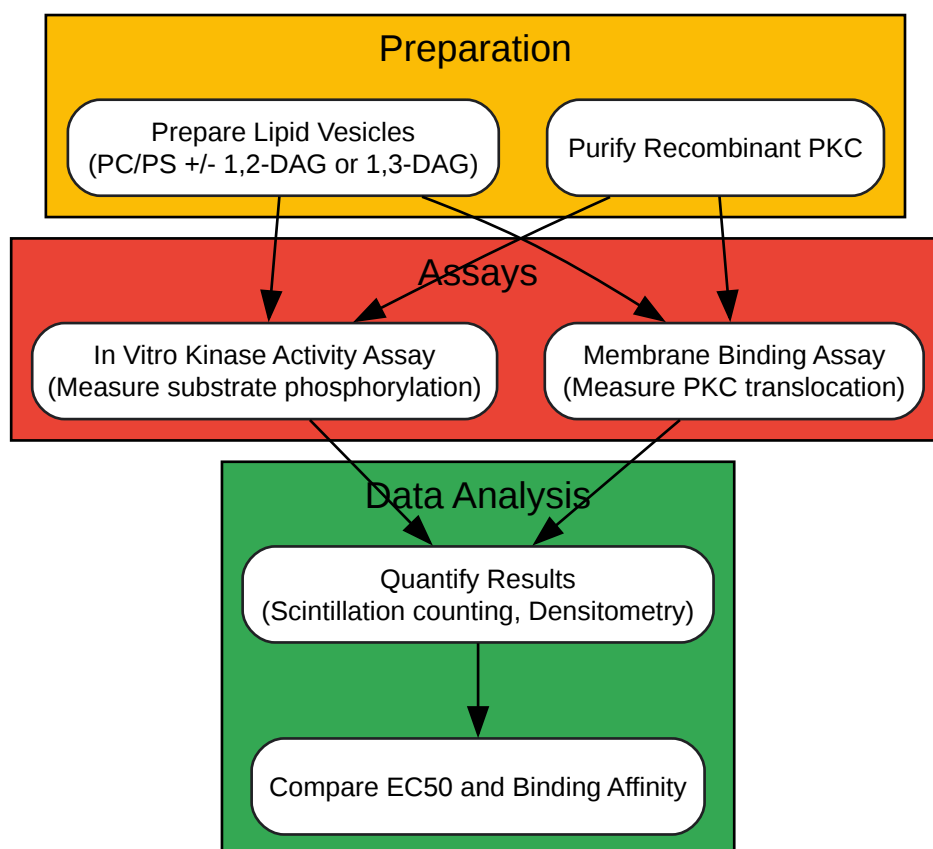 Preparation
Prepare Lipid Vesicles
(PC/PS +/- 1,2-DAG or 1,3-DAG)
Purify Recombinant PKC
Assays
In Vitro Kinase Activity Assay
(Measure substrate phosphorylation)
Membrane Binding Assay
(Measure PKC translocation)
Data Analysis
Quantify Results
(Scintillation counting, Densitometry)
Compare EC50 and Binding Affinity